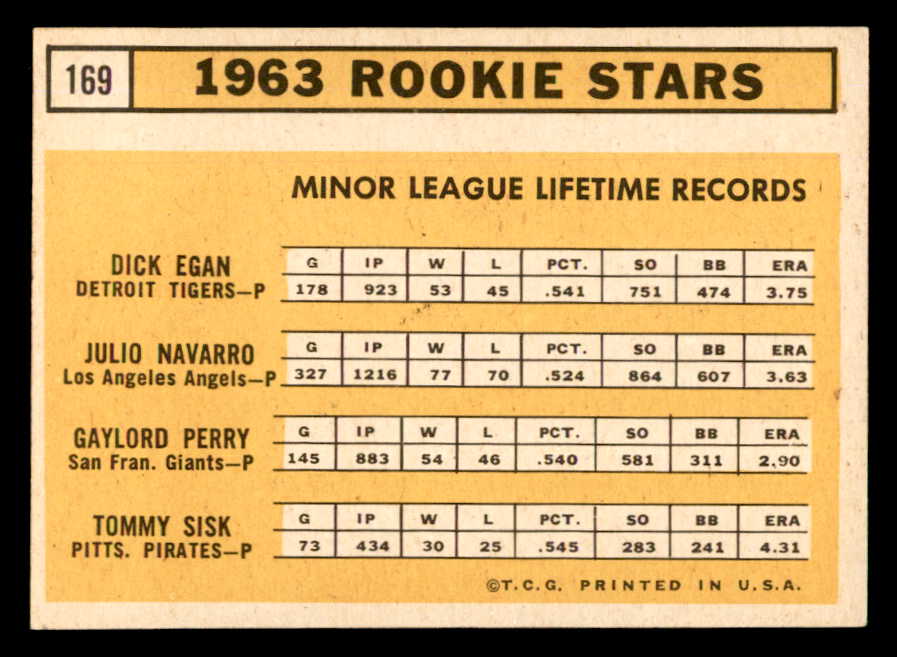 169 1963 ROOKIE STARS
MINOR LEAGUE LIFETIME RECORDS
DICK EGAN
DETROIT TIGERS—P
G IP W L PCT. SO BB ERA
178 923 53 45 .541 751 474 3.75
JULIO NAVARRO
Los Angeles Angels—P
G IP W L PCT. SO BB ERA
327 1216 77 70 .524 864 607 3.63
GAYLORD PERRY
San Fran. Giants—P
G IP W L PCT. SO BB ERA
145 883 54 46 .540 581 311 2.90
TOMMY SISK
PITTS. PIRATES—P
G IP W L PCT. SO BB ERA
73 434 30 25 .545 283 241 4.31
©T.C.G. PRINTED IN U.S.A.